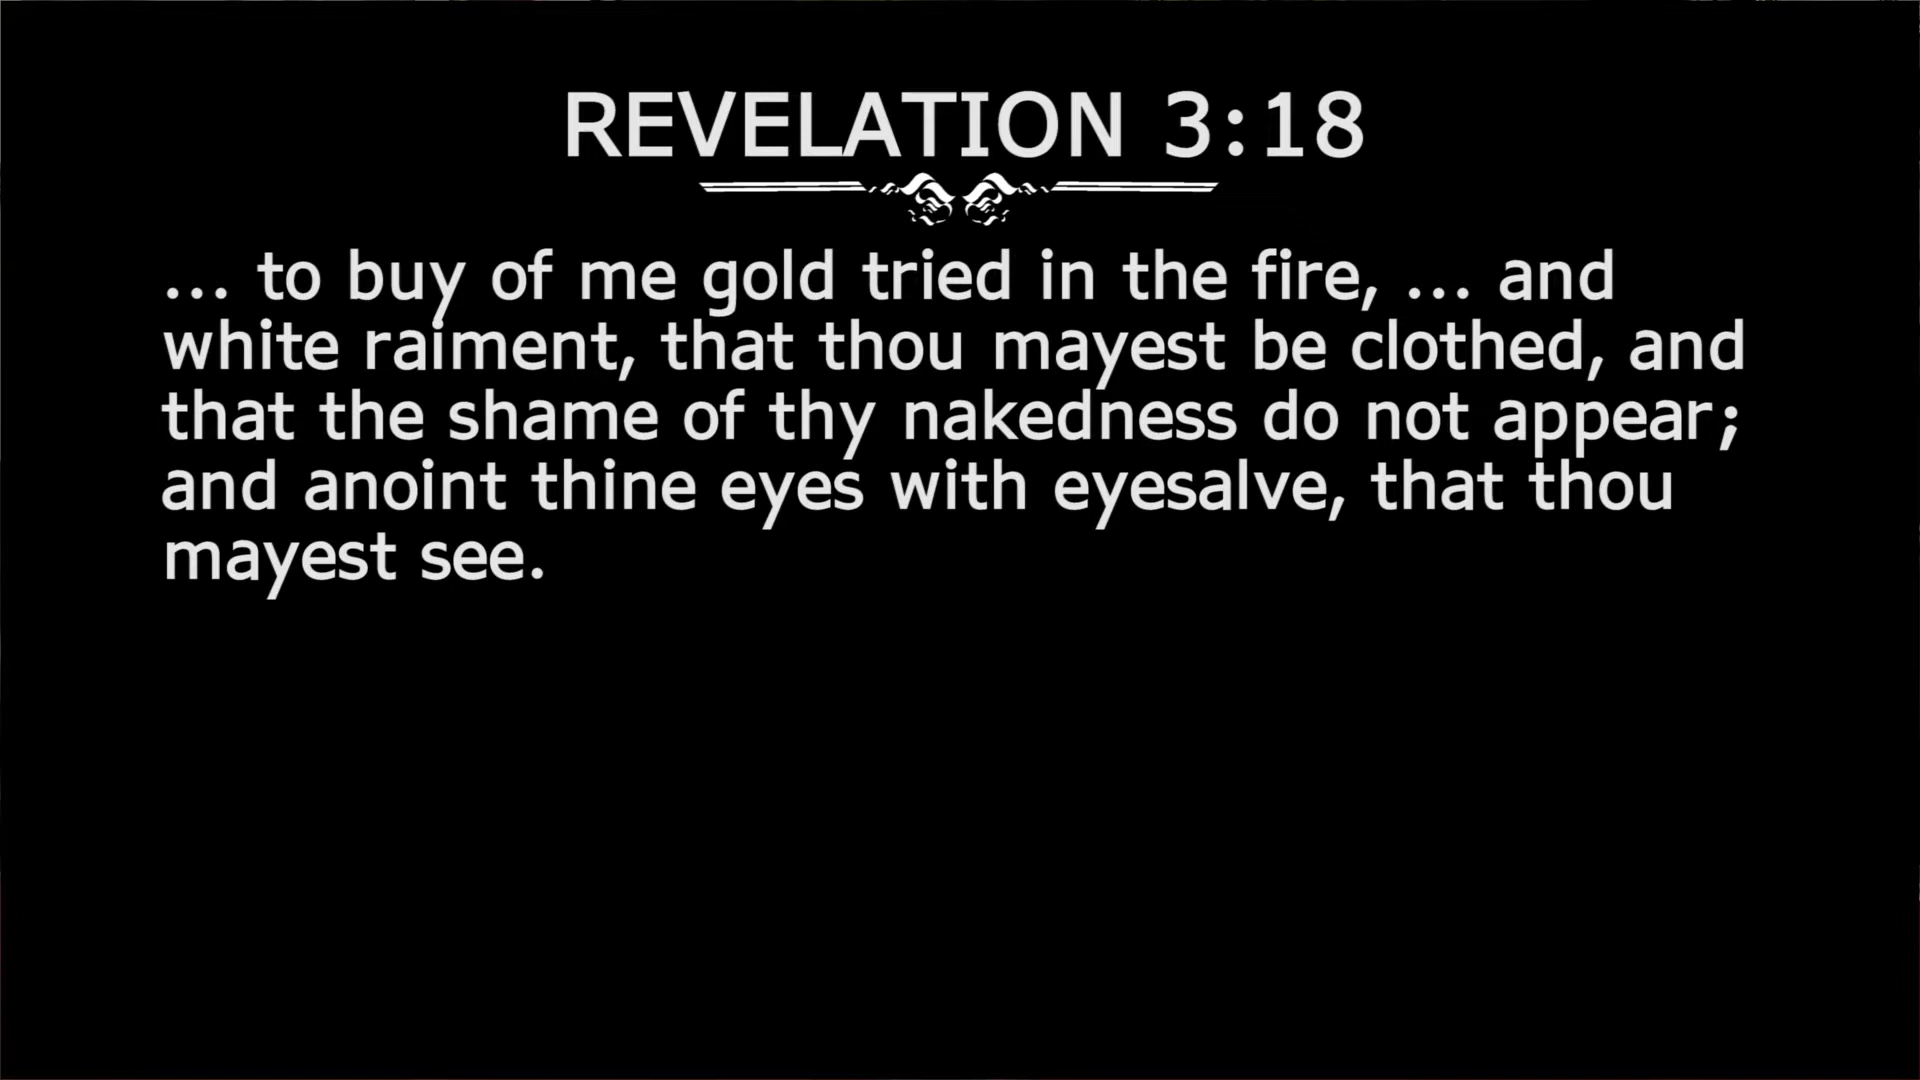 REVELATION 3:18
... to buy of me gold tried in the fire, ... and
white raiment, that thou mayest be clothed, and
that the shame of thy nakedness do not appear;
and anoint thine eyes with eyesalve, that thou
mayest see.